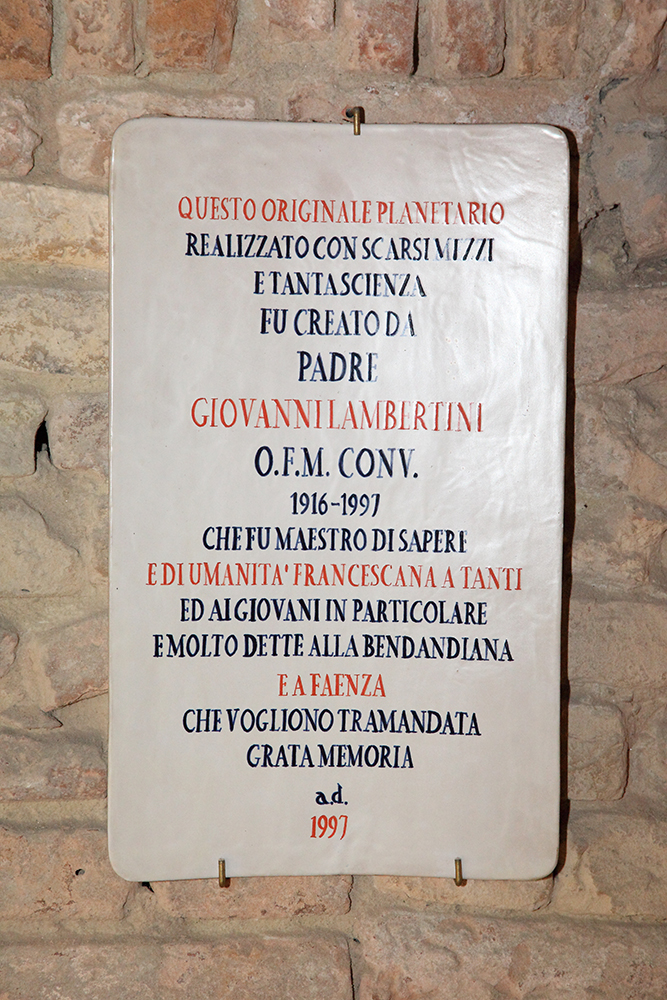 QUESTO ORIGINALE PLANETARIO
REALIZZATO CON SCARSI MEZZI
E TANTA SCIENZA
FU CREATO DA
PADRE
GIOVANNI LAMBERTINI
O.F.M. CONV.
1916-1997
CHE FU MAESTRO DI SAPERE
E DI UMANITA' FRANCESCANA A TANTI
ED AI GIOVANI IN PARTICOLARE
E MOLTO DETTE ALLA BENDANDIANA
E A FAENZA
CHE VOGLIONO TRAMANDATA
GRATA MEMORIA
a.d.
1997